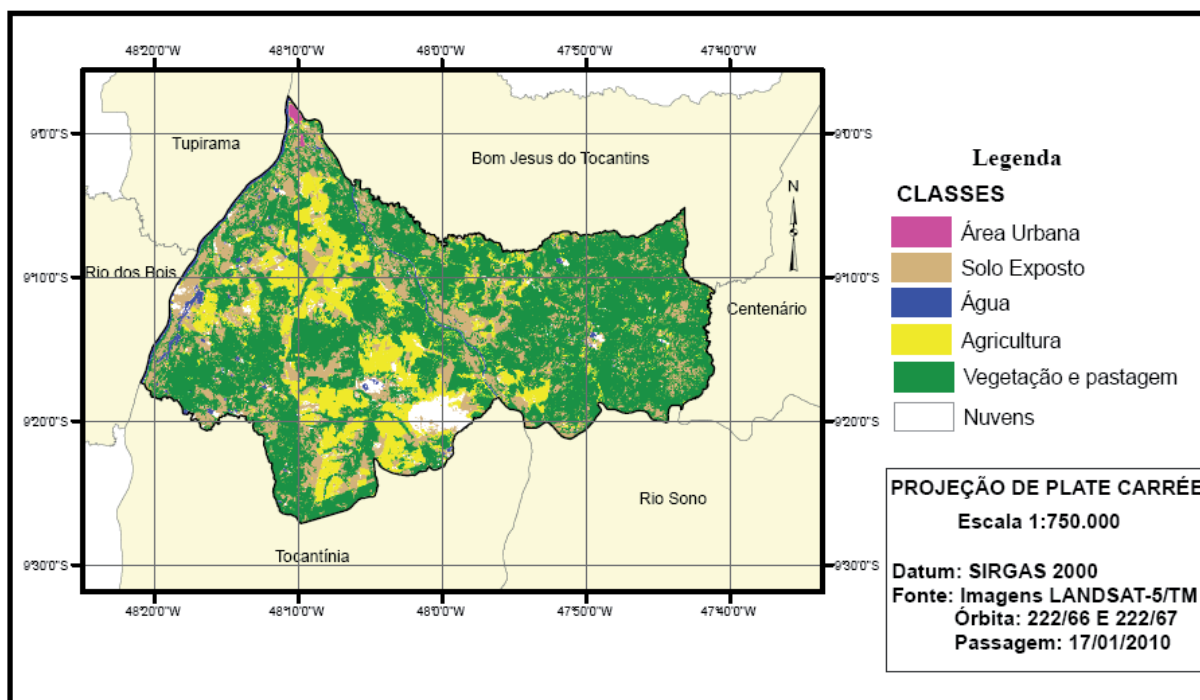 48°20'0"W 48°10'0"W 48°0'0"W 47°50'0"W 47°40'0"W
9°0'0"S 9°0'0"S
Tupirama
Bom Jesus do Tocantins
Legenda
CLASSES
N
Área Urbana
Solo Exposto
Rio dos Bois
9°10'0"S 9°10'0"S
Água
Centenário
Agricultura
Vegetação e pastagem
Nuvens
9°20'0"S 9°20'0"S
PROJEÇÃO DE PLATE CARRÉE
Escala 1:750.000
Rio Sono
Tocantínia
9°30'0"S 9°30'0"S
Datum: SIRGAS 2000
Fonte: Imagens LANDSAT-5/TM
Órbita: 222/66 E 222/67
Passagem: 17/01/2010
48°20'0"W 48°10'0"W 48°0'0"W 47°50'0"W 47°40'0"W